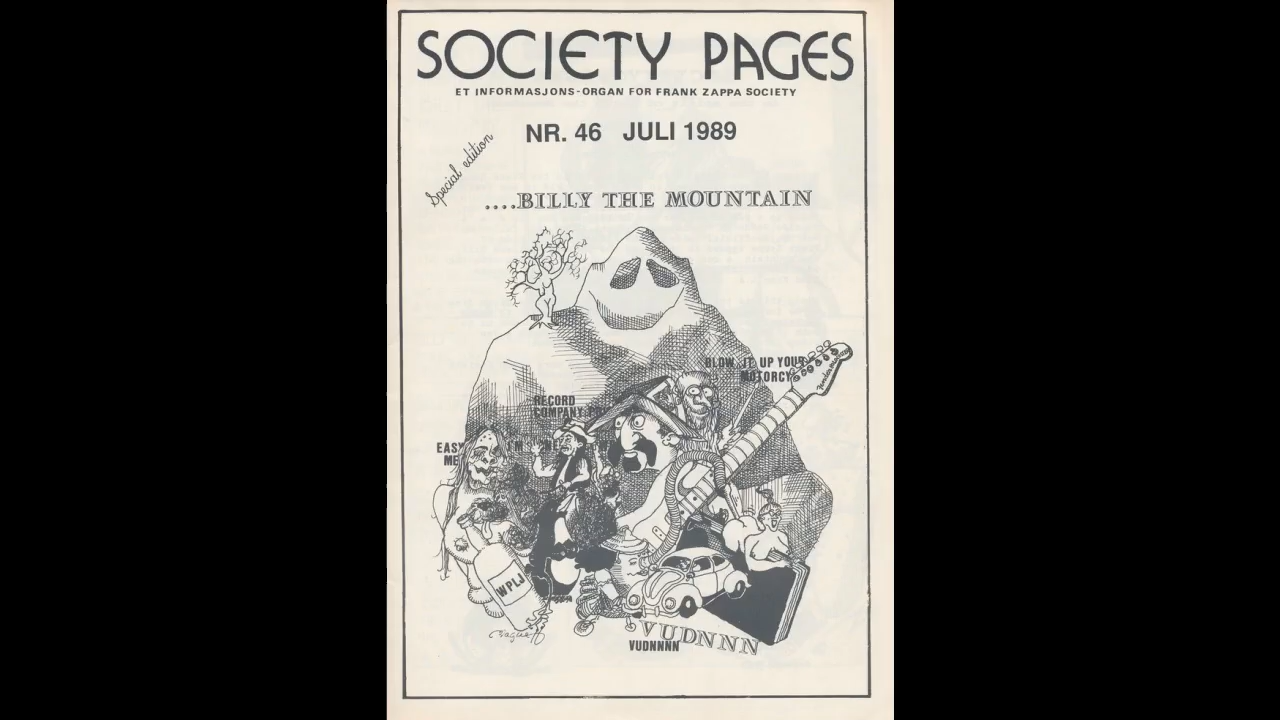 SOCIETY PAGES
ET INFORMASJONS-ORGAN FOR FRANK ZAPPA SOCIETY
NR. 46 JULI 1989
Special edition
....BILLY THE MOUNTAIN
BLOW IT UP YOUR
MOTORCY
RECORD
COMPANY
EASY
ME
WPLJ
VUDNNN
VUDNNNN